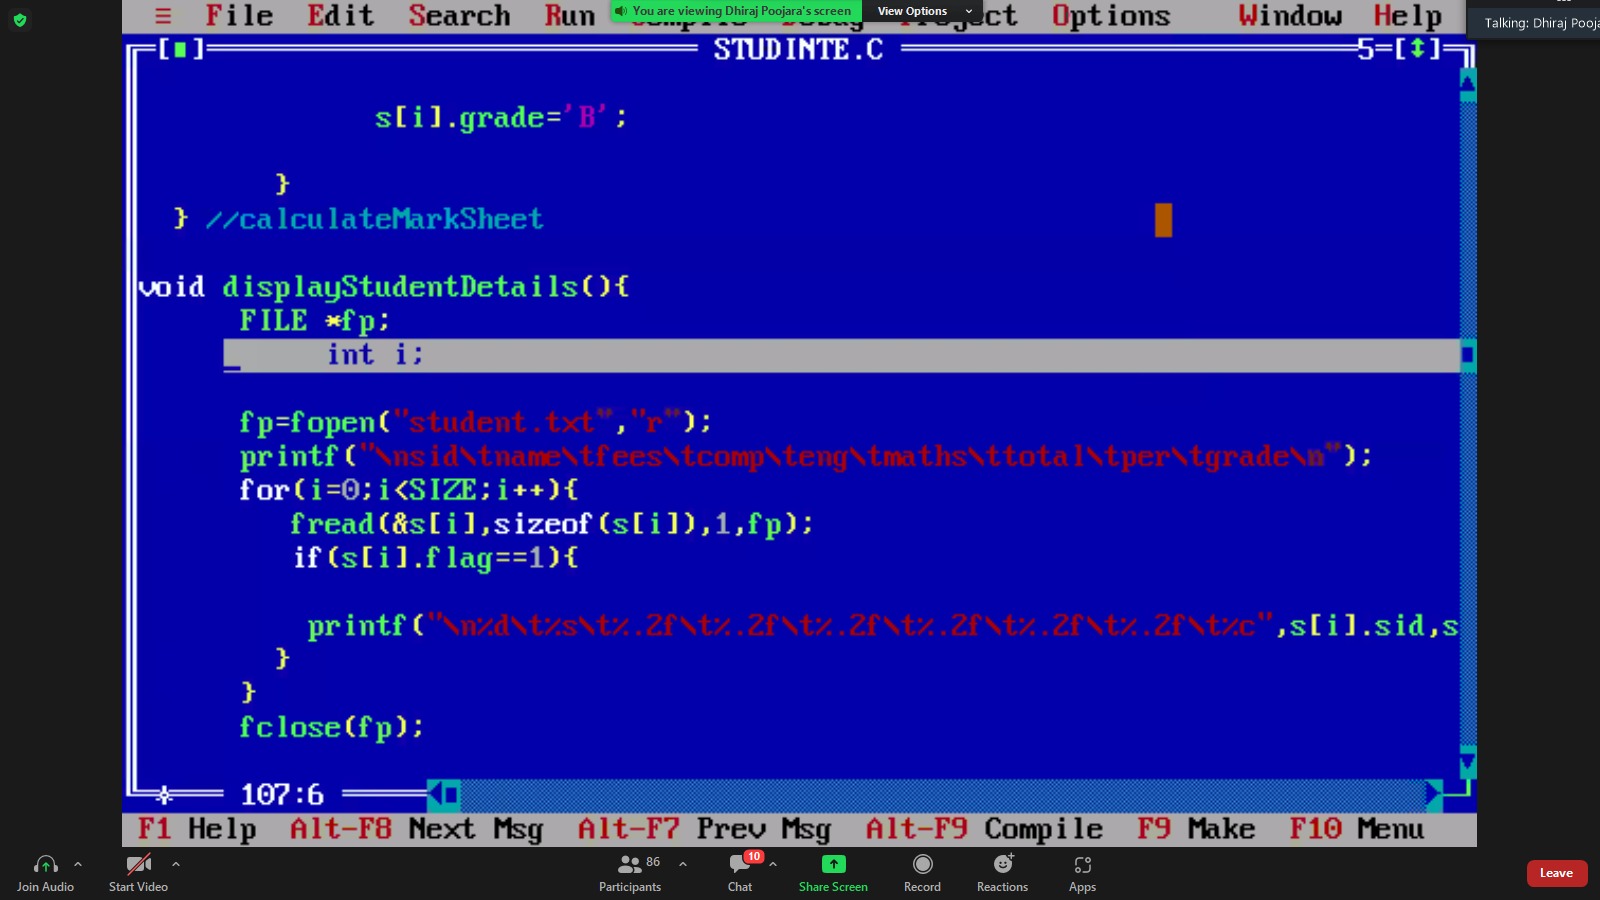 You are viewing Dhiraj Poojara's screen
View Options
≡ File Edit Search Run Compile Debug Project Options Window Help
Talking: Dhiraj Pooja
STUDINTE.C
5
s[i].grade='B';
}
} //calculateMarkSheet
void displayStudentDetails(){
FILE *fp;
int i;
fp=fopen("student.txt","r");
printf("\nsid\tname\tfees\tcomp\teng\tmaths\ttotal\tper\tgrade\n");
for(i=0;i<SIZE;i++){
fread(&s[i],sizeof(s[i]),1,fp);
if(s[i].flag==1){
printf("\n%d\t%s\t%.2f\t%.2f\t%.2f\t%.2f\t%.2f\t%.2f\t%c",s[i].sid,s
}
}
fclose(fp);
107:6
F1 Help Alt-F8 Next Msg Alt-F7 Prev Msg Alt-F9 Compile F9 Make F10 Menu
Join Audio
Start Video
86
Participants
10
Chat
Share Screen
Record
Reactions
Apps
Leave